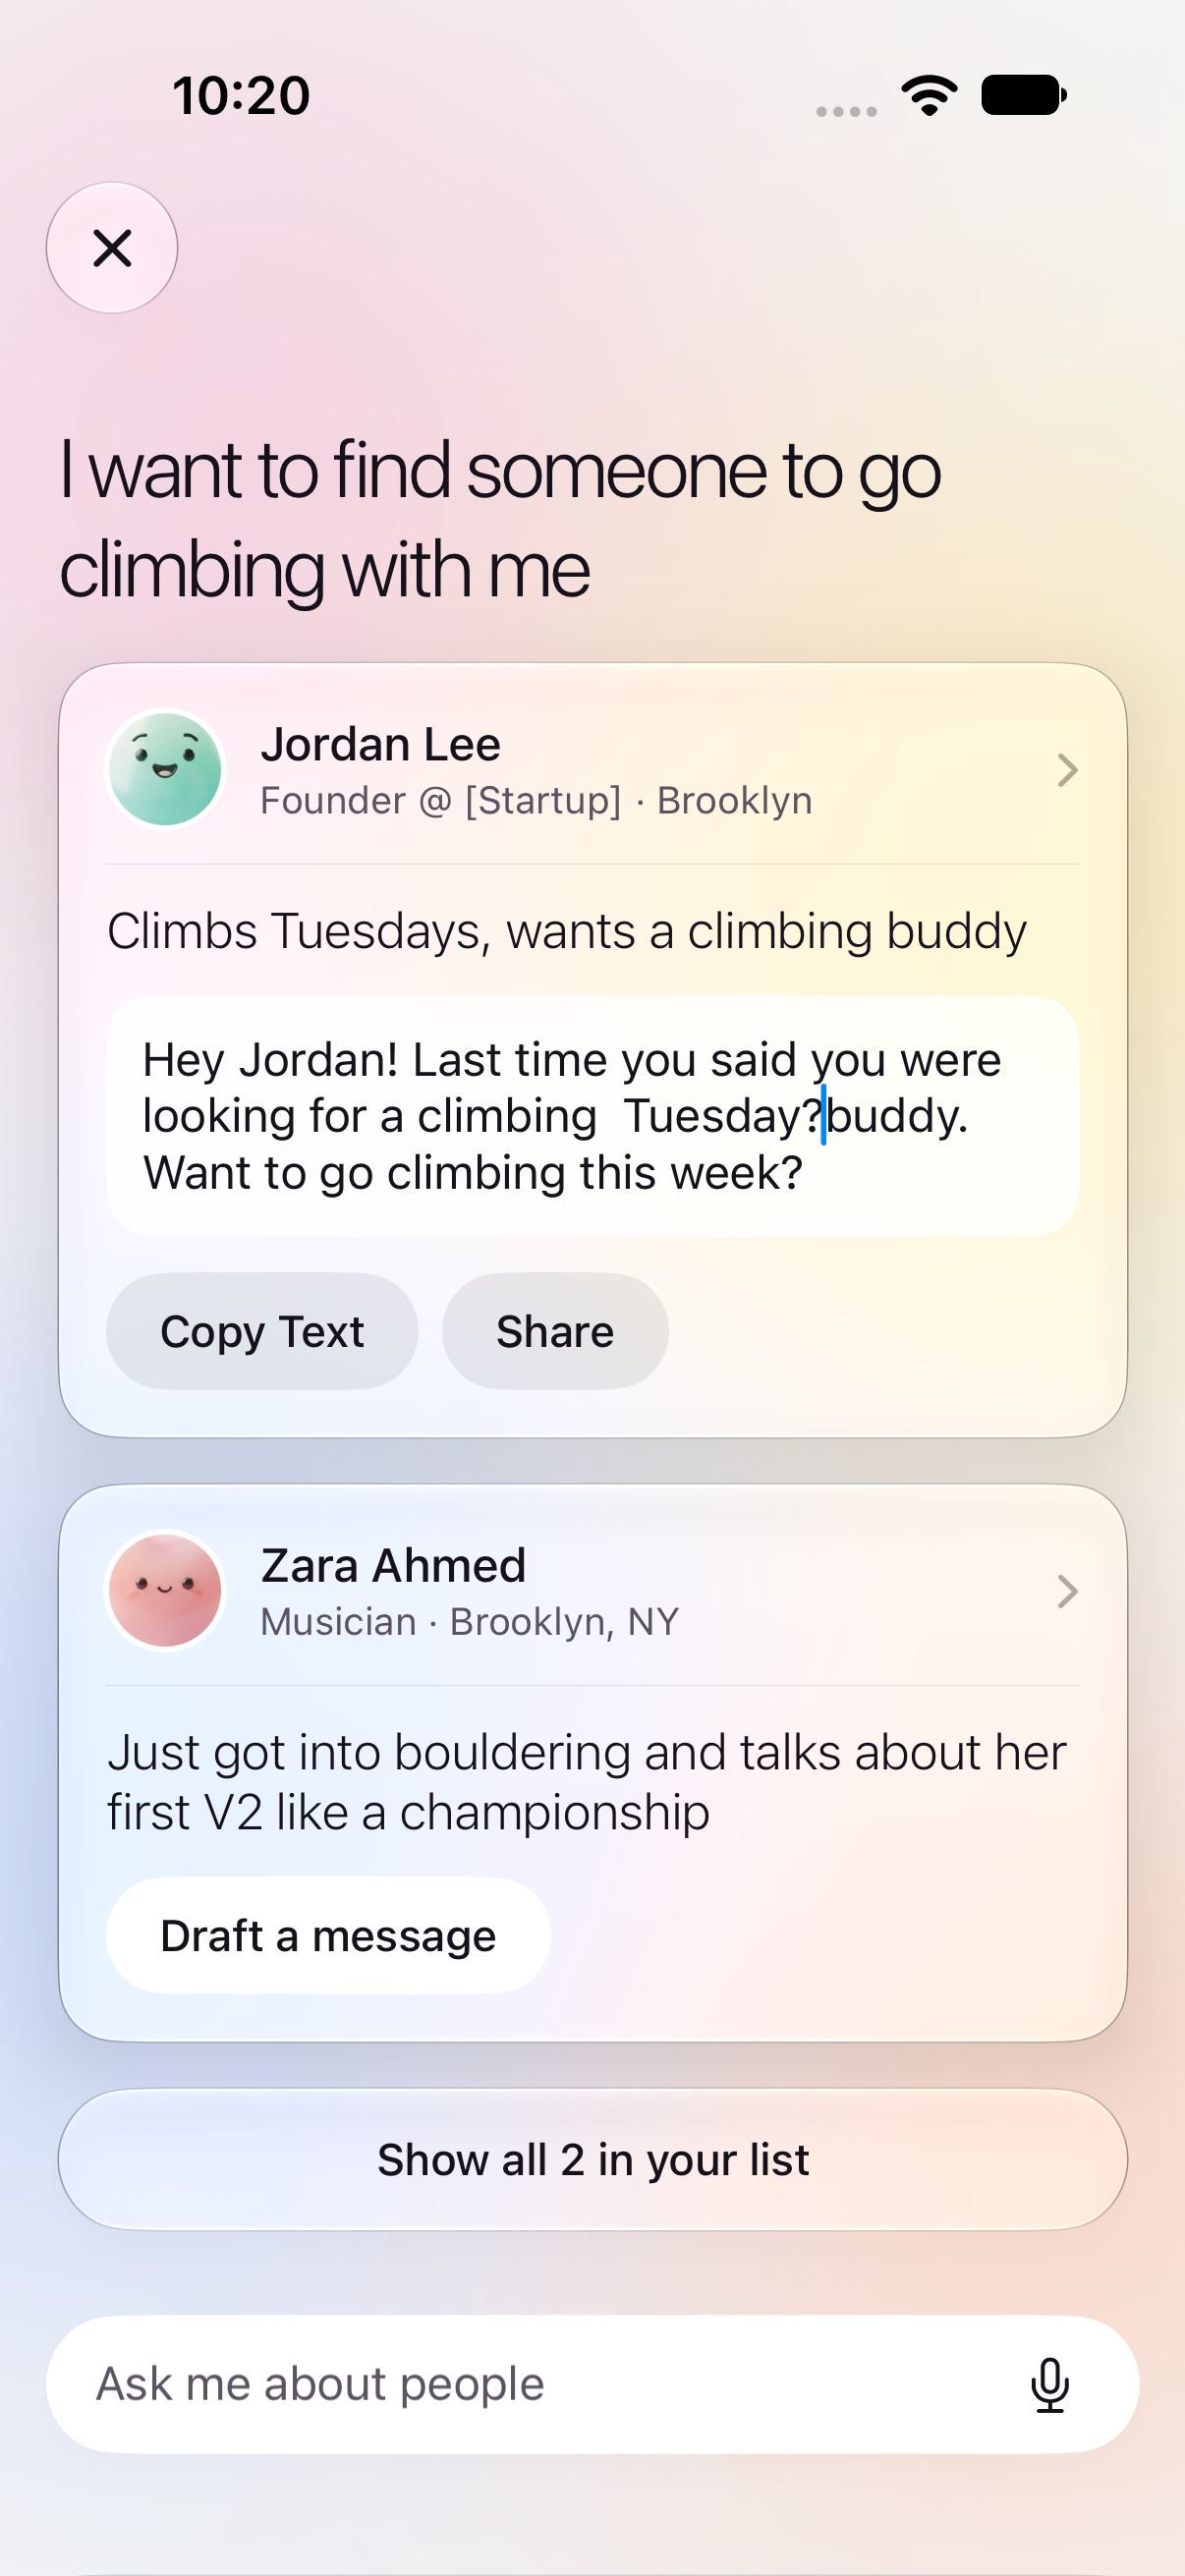 10:20
I want to find someone to go
climbing with me
Jordan Lee
Founder @ [Startup] · Brooklyn
Climbs Tuesdays, wants a climbing buddy
Hey Jordan! Last time you said you were
looking for a climbing  Tuesday?buddy.
Want to go climbing this week?
Copy Text
Share
Zara Ahmed
Musician · Brooklyn, NY
Just got into bouldering and talks about her
first V2 like a championship
Draft a message
Show all 2 in your list
Ask me about people